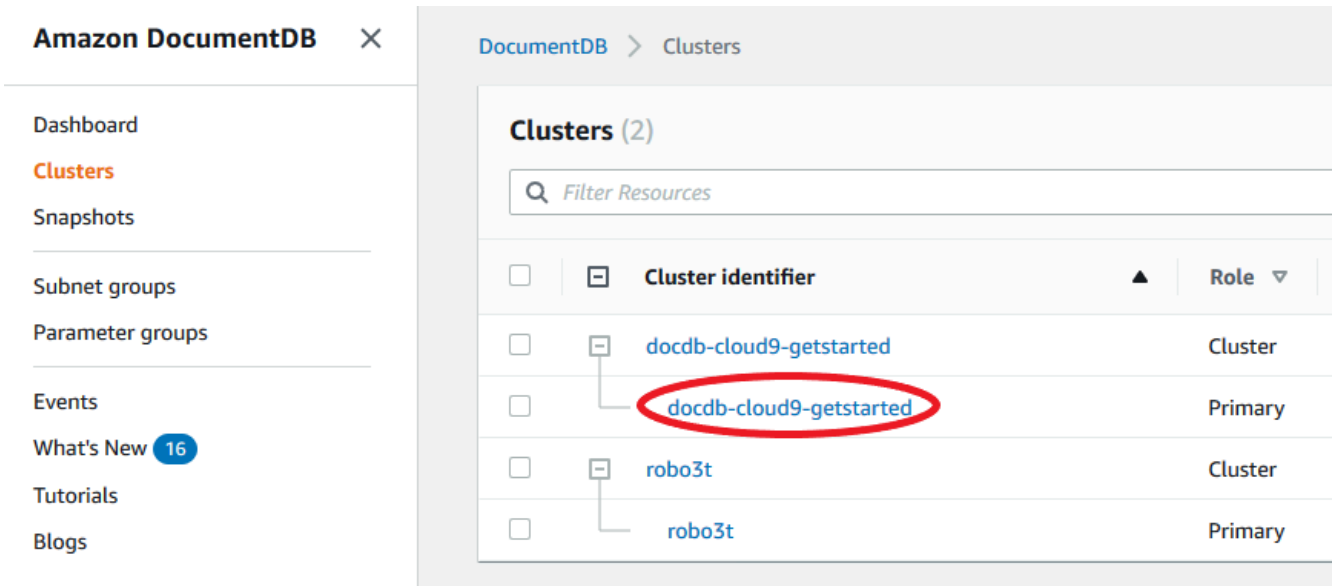 Amazon DocumentDB
Dashboard
Clusters
Snapshots
Subnet groups
Parameter groups
Events
What's New 16
Tutorials
Blogs
DocumentDB > Clusters
Clusters (2)
Filter Resources
Cluster identifier Role
docdb-cloud9-getstarted Cluster
docdb-cloud9-getstarted Primary
robo3t Cluster
robo3t Primary